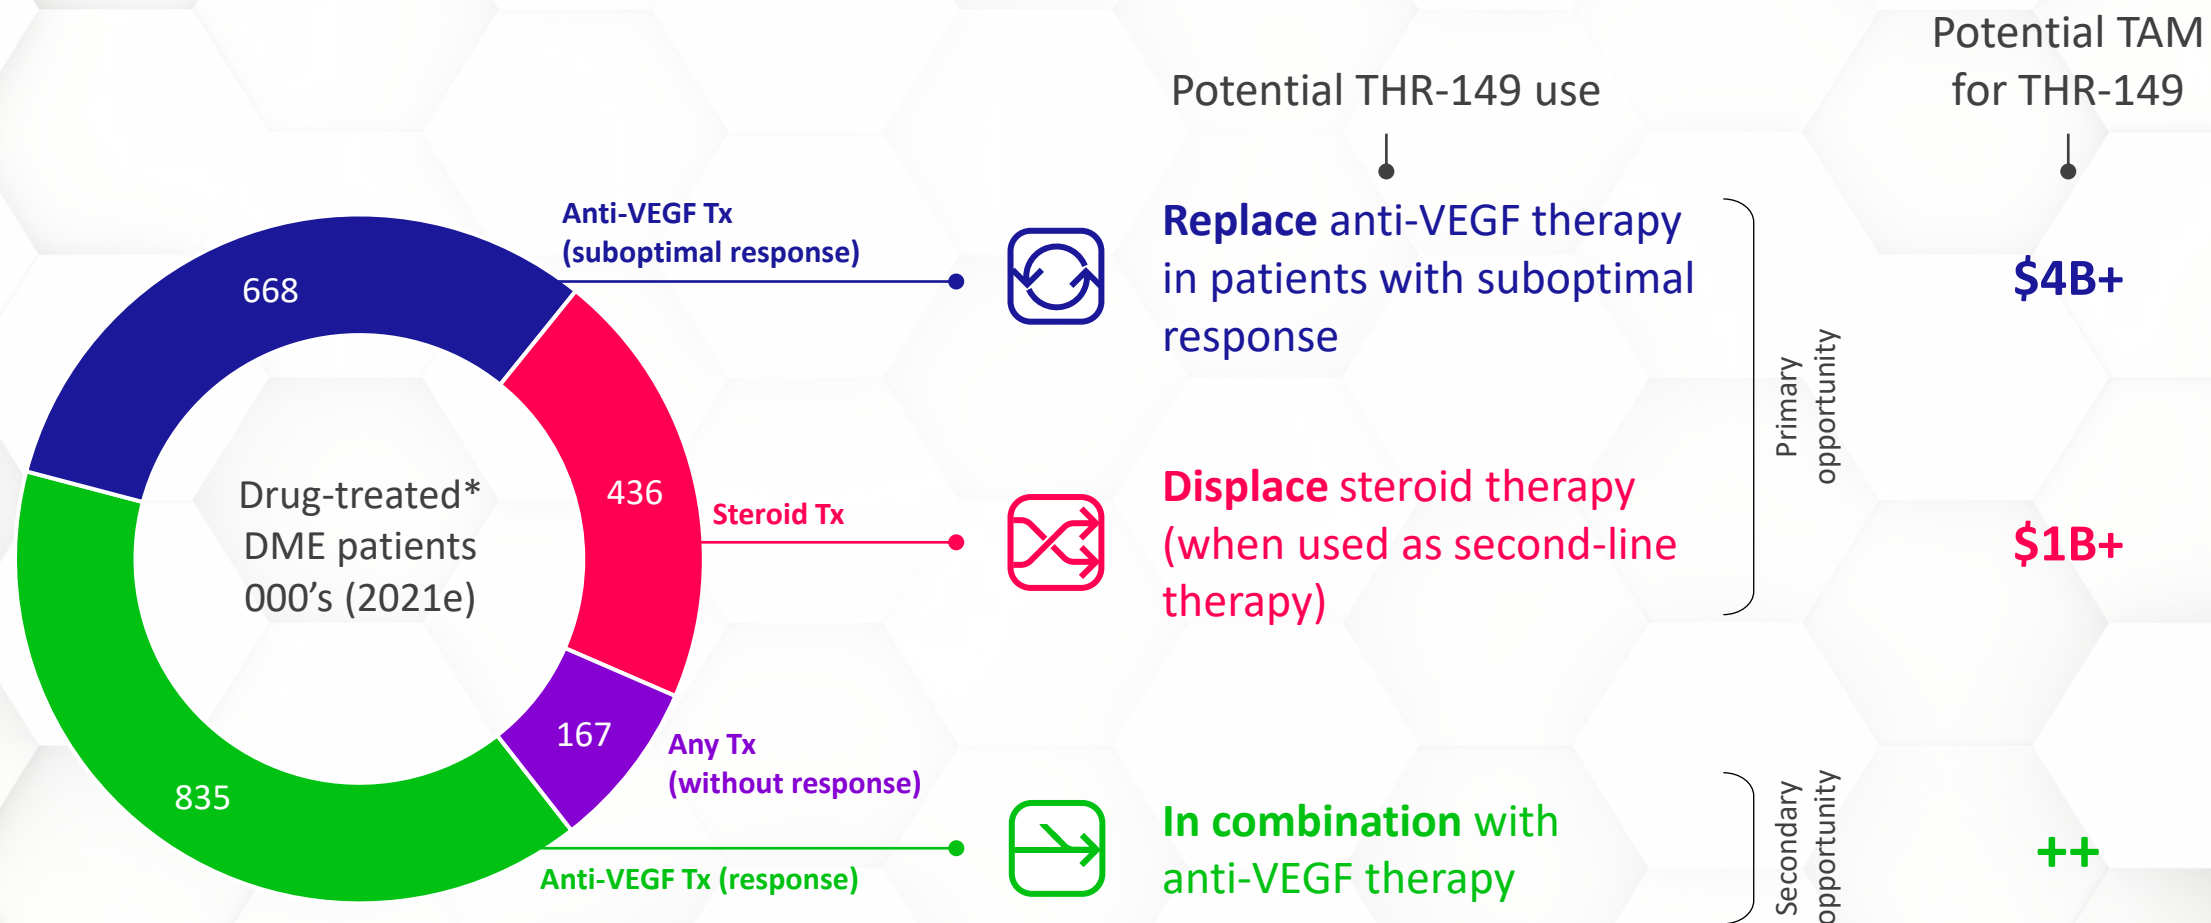 Potential THR-149 use
Potential TAM
for THR-149
Anti-VEGF Tx
(suboptimal response)
668
Replace anti-VEGF therapy
in patients with suboptimal
response
$4B+
Primary
opportunity
Drug-treated*
DME patients
000’s (2021e)
436
Steroid Tx
Displace steroid therapy
(when used as second-line
therapy)
$1B+
167
Any Tx
(without response)
835
Anti-VEGF Tx (response)
In combination with
anti-VEGF therapy
Secondary
opportunity
++